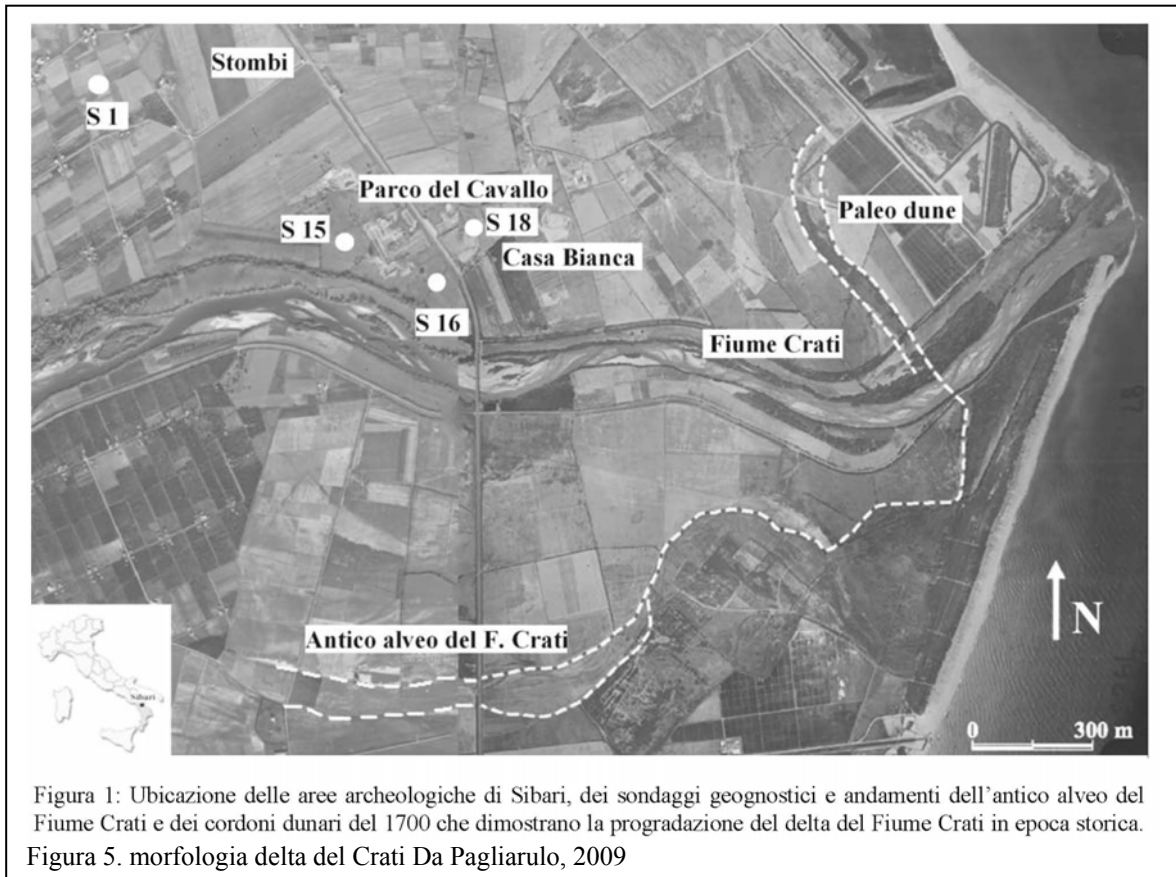 Stombi
S 1
Parco del Cavallo
S 15
S 18
Casa Bianca
Paleo dune
S 16
Fiume Crati
Antico alveo del F. Crati
N
Sibari
0 300 m
Figura 1: Ubicazione delle aree archeologiche di Sibari, dei sondaggi geognostici e andamenti dell'antico alveo del
Fiume Crati e dei cordoni dunari del 1700 che dimostrano la progradazione del delta del Fiume Crati in epoca storica.
Figura 5. morfologia delta del Crati Da Pagliarulo, 2009